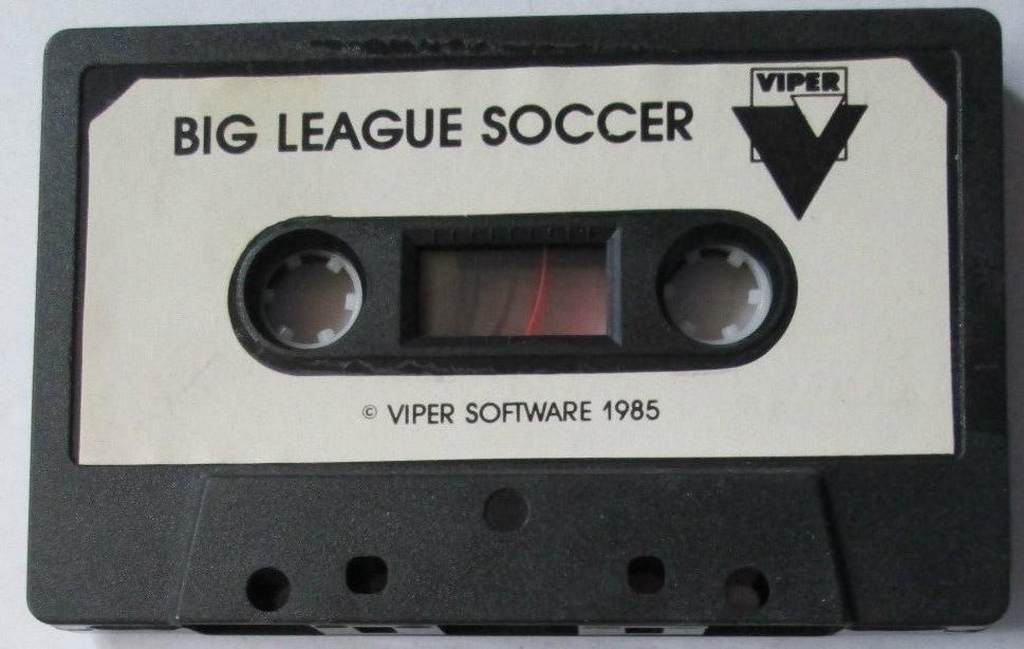 VIPER
BIG LEAGUE SOCCER
© VIPER SOFTWARE 1985